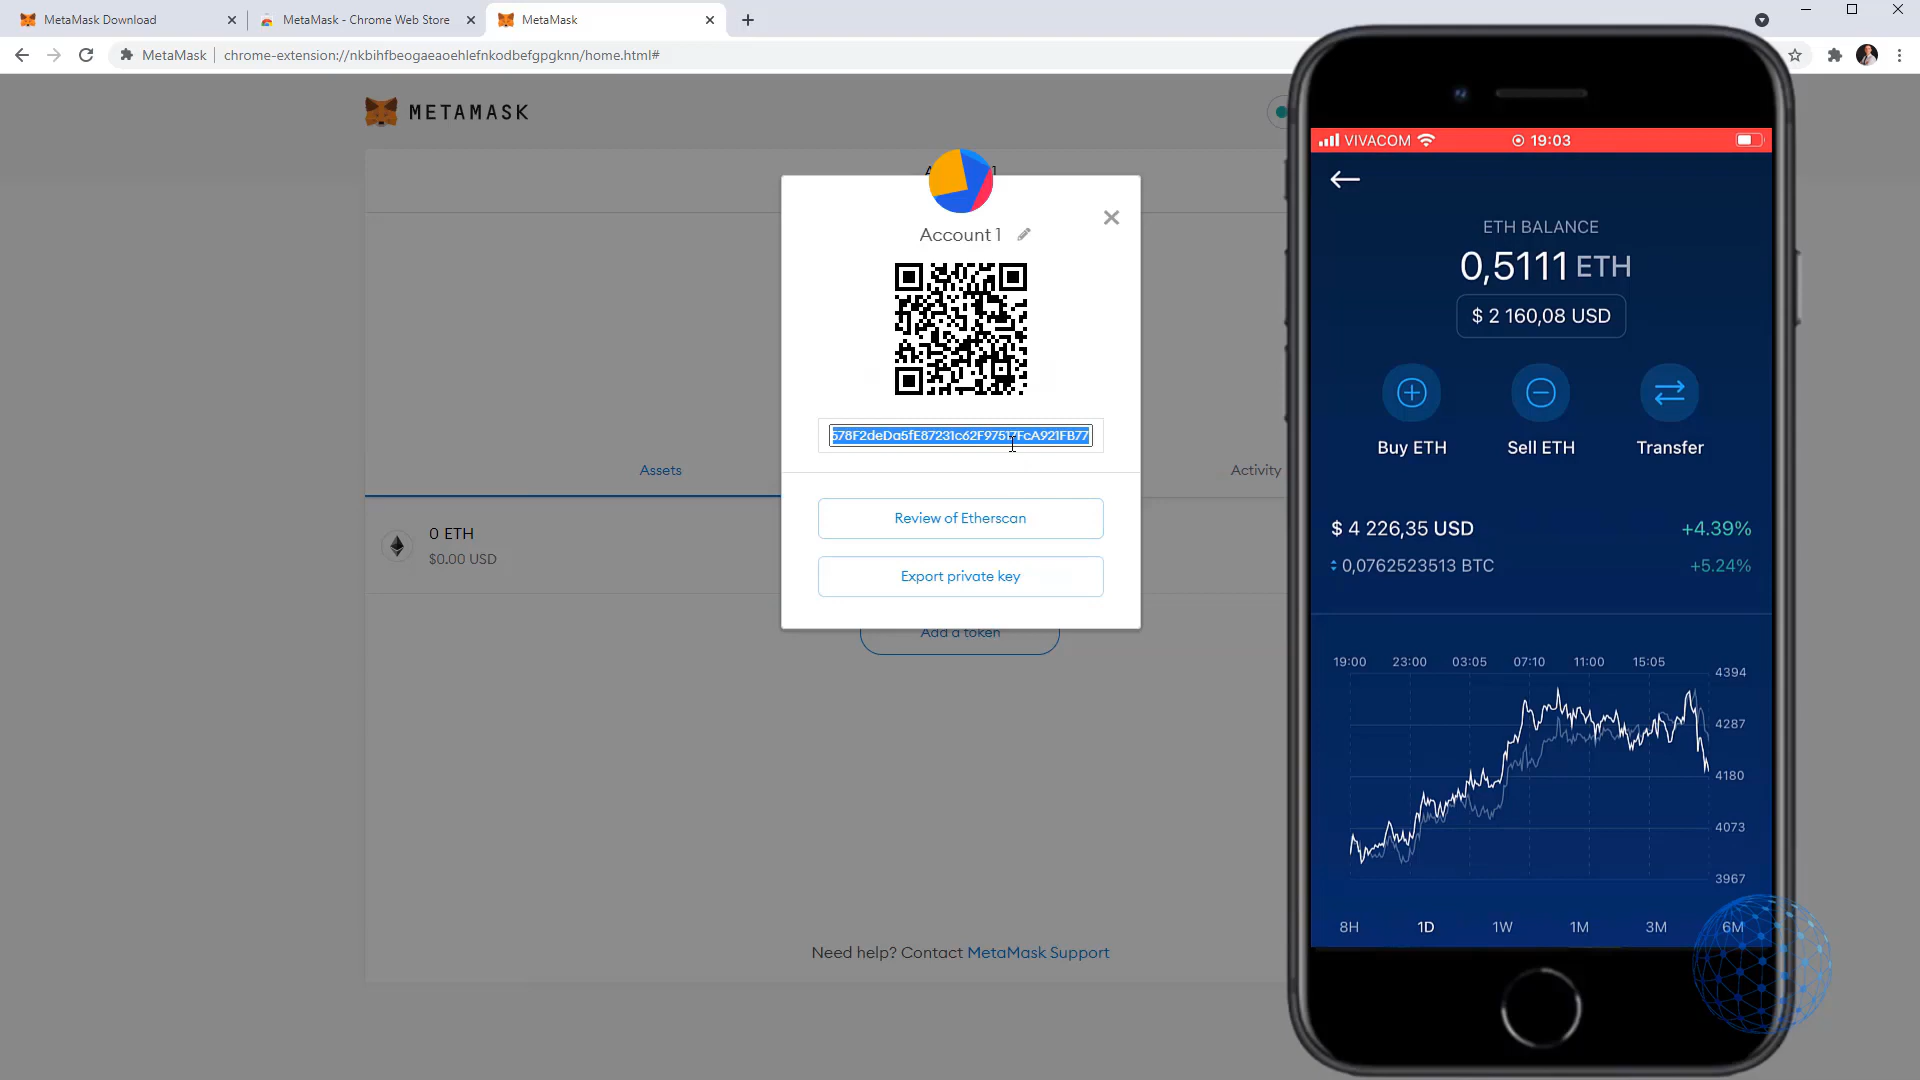 MetaMask Download
MetaMask - Chrome Web Store
MetaMask
MetaMask
chrome-extension://nkbihfbeogaeaoehlefnkodbefgpgknn/home.html#
METAMASK
Account 1
578F2deDa5fE87231c62F97517FcA921FB77
Review of Etherscan
Export private key
Assets
Activity
0 ETH
$0.00 USD
Add a token
Need help? Contact MetaMask Support
VIVACOM
19:03
ETH BALANCE
0,5111 ETH
$ 2 160,08 USD
Buy ETH
Sell ETH
Transfer
$ 4 226,35 USD
+4.39%
0,0762523513 BTC
+5.24%
19:00 23:00 03:05 07:10 11:00 15:05
4394
4287
4180
4073
3967
8H 1D 1W 1M 3M 6M